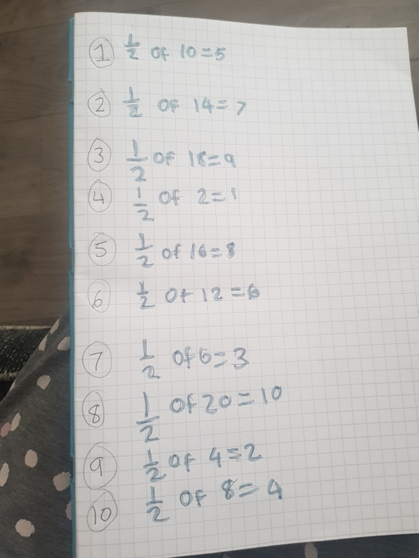 1 1/2 of 10=5
2 1/2 of 14=7
3 1/2 of 18=9
4 1/2 of 2=1
5 1/2 of 16=8
6 1/2 of 12=6
7 1/2 of 6=3
8 1/2 of 20=10
9 1/2 of 4=2
10 1/2 of 8=4